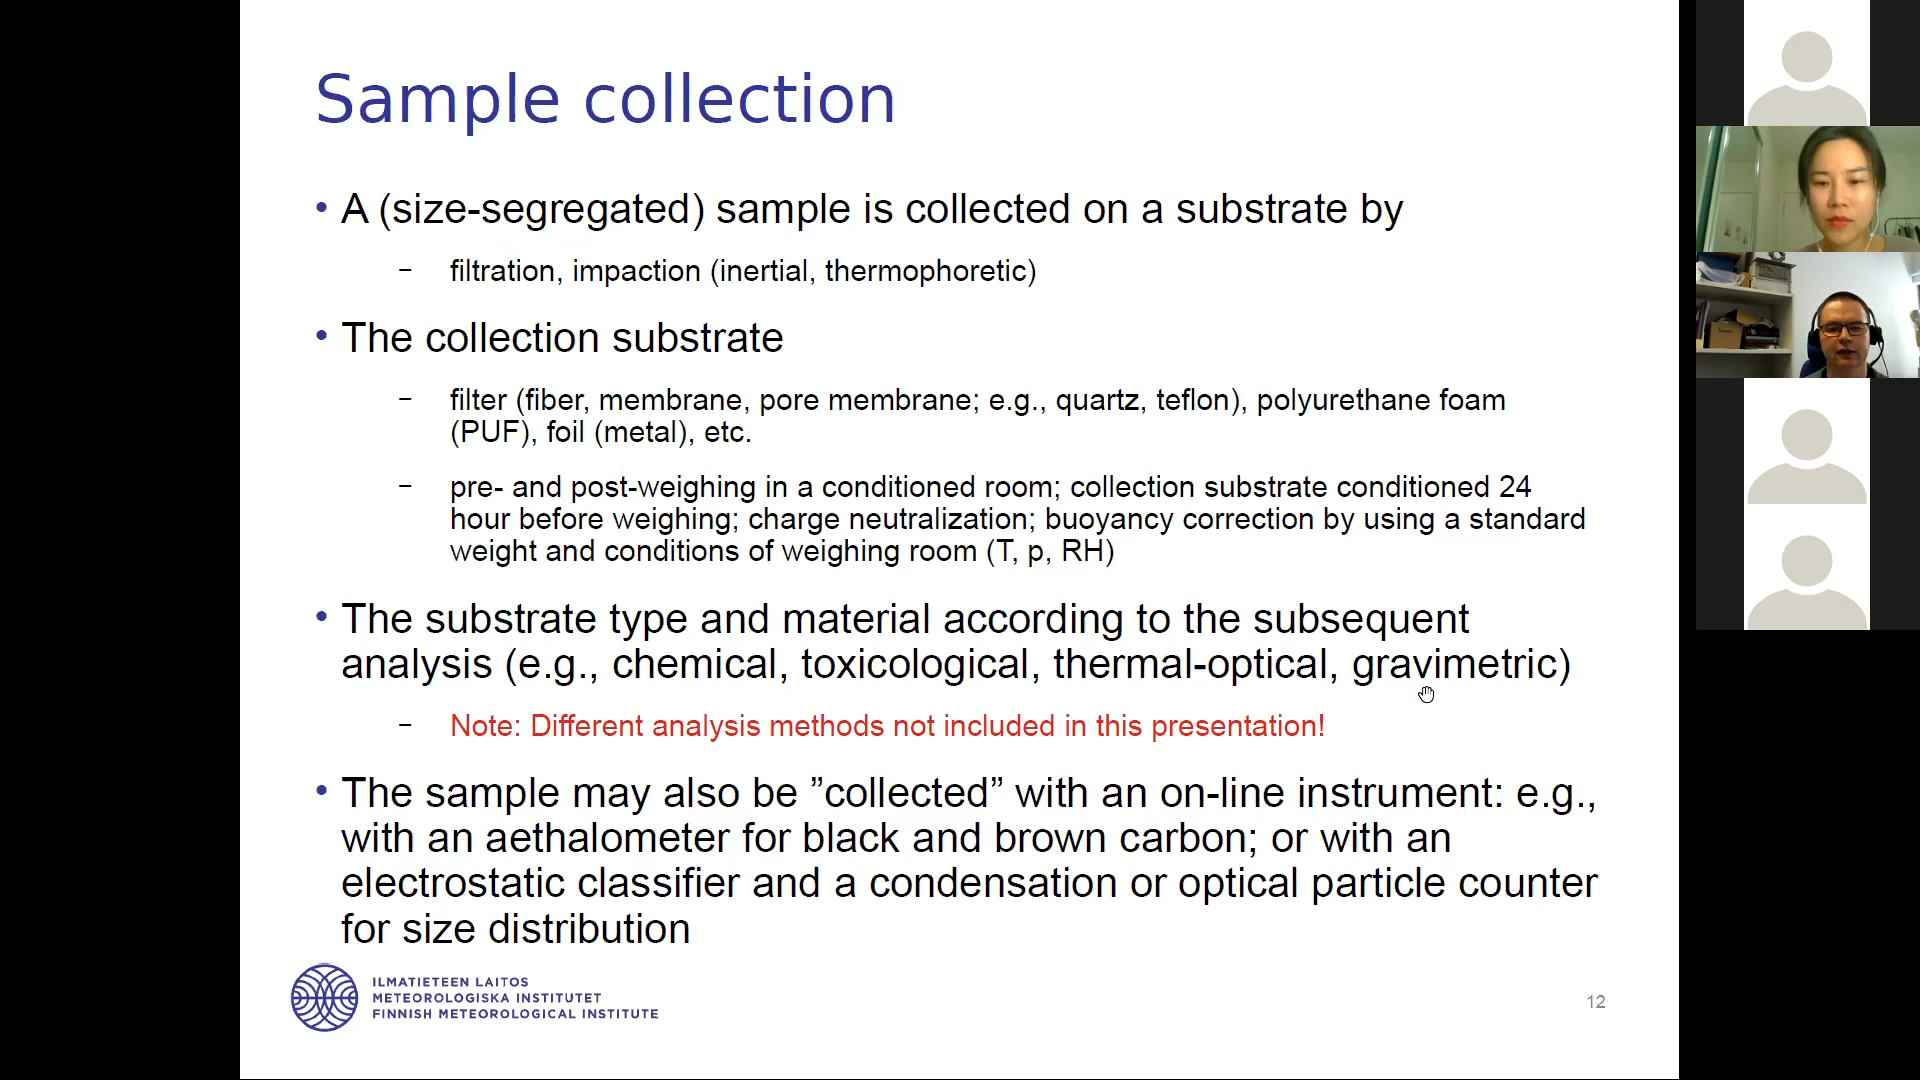 Sample collection
• A (size-segregated) sample is collected on a substrate by
– filtration, impaction (inertial, thermophoretic)
• The collection substrate
– filter (fiber, membrane, pore membrane; e.g., quartz, teflon), polyurethane foam
(PUF), foil (metal), etc.
– pre- and post-weighing in a conditioned room; collection substrate conditioned 24
hour before weighing; charge neutralization; buoyancy correction by using a standard
weight and conditions of weighing room (T, p, RH)
• The substrate type and material according to the subsequent
analysis (e.g., chemical, toxicological, thermal-optical, gravimetric)
– Note: Different analysis methods not included in this presentation!
• The sample may also be ”collected” with an on-line instrument: e.g.,
with an aethalometer for black and brown carbon; or with an
electrostatic classifier and a condensation or optical particle counter
for size distribution
ILMATIETEEN LAITOS
METEOROLOGISKA INSTITUTET
FINNISH METEOROLOGICAL INSTITUTE
12